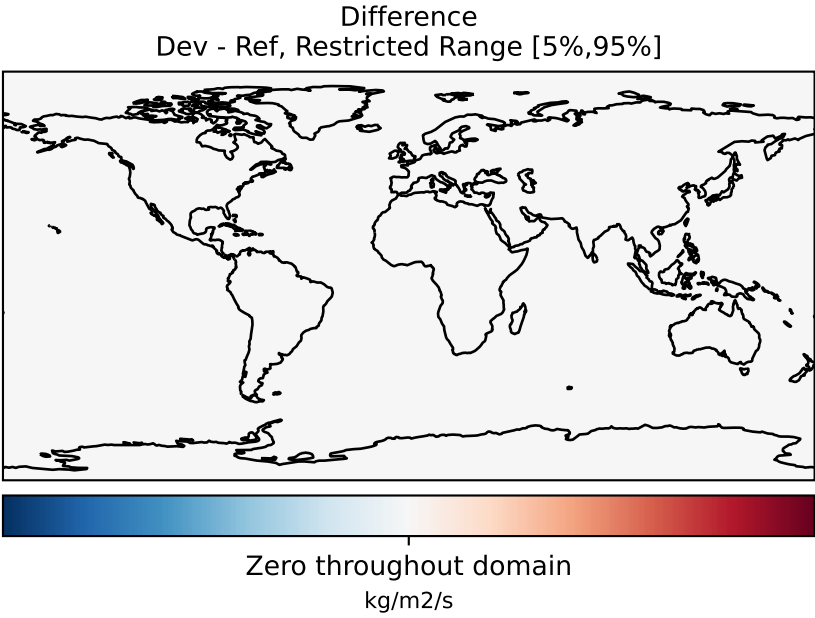 Difference
Dev - Ref, Restricted Range [5%,95%]
Zero throughout domain
kg/m2/s